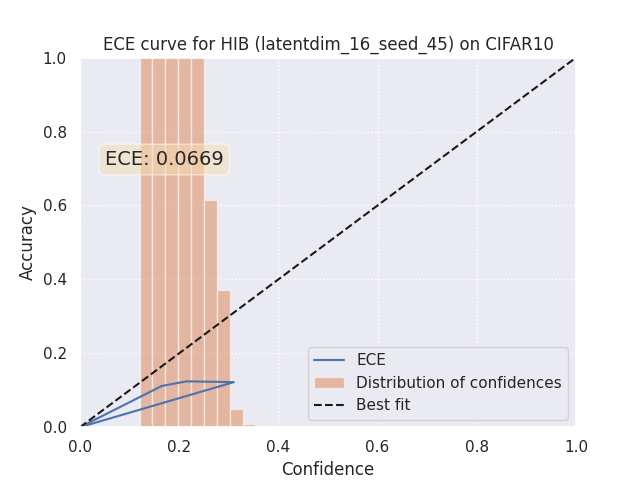 ECE curve for HIB (latentdim_16_seed_45) on CIFAR10
1.0
0.8
0.6
0.4
0.2
0.0
Accuracy
ECE: 0.0669
ECE
Distribution of confidences
Best fit
0.0 0.2 0.4 0.6 0.8 1.0
Confidence